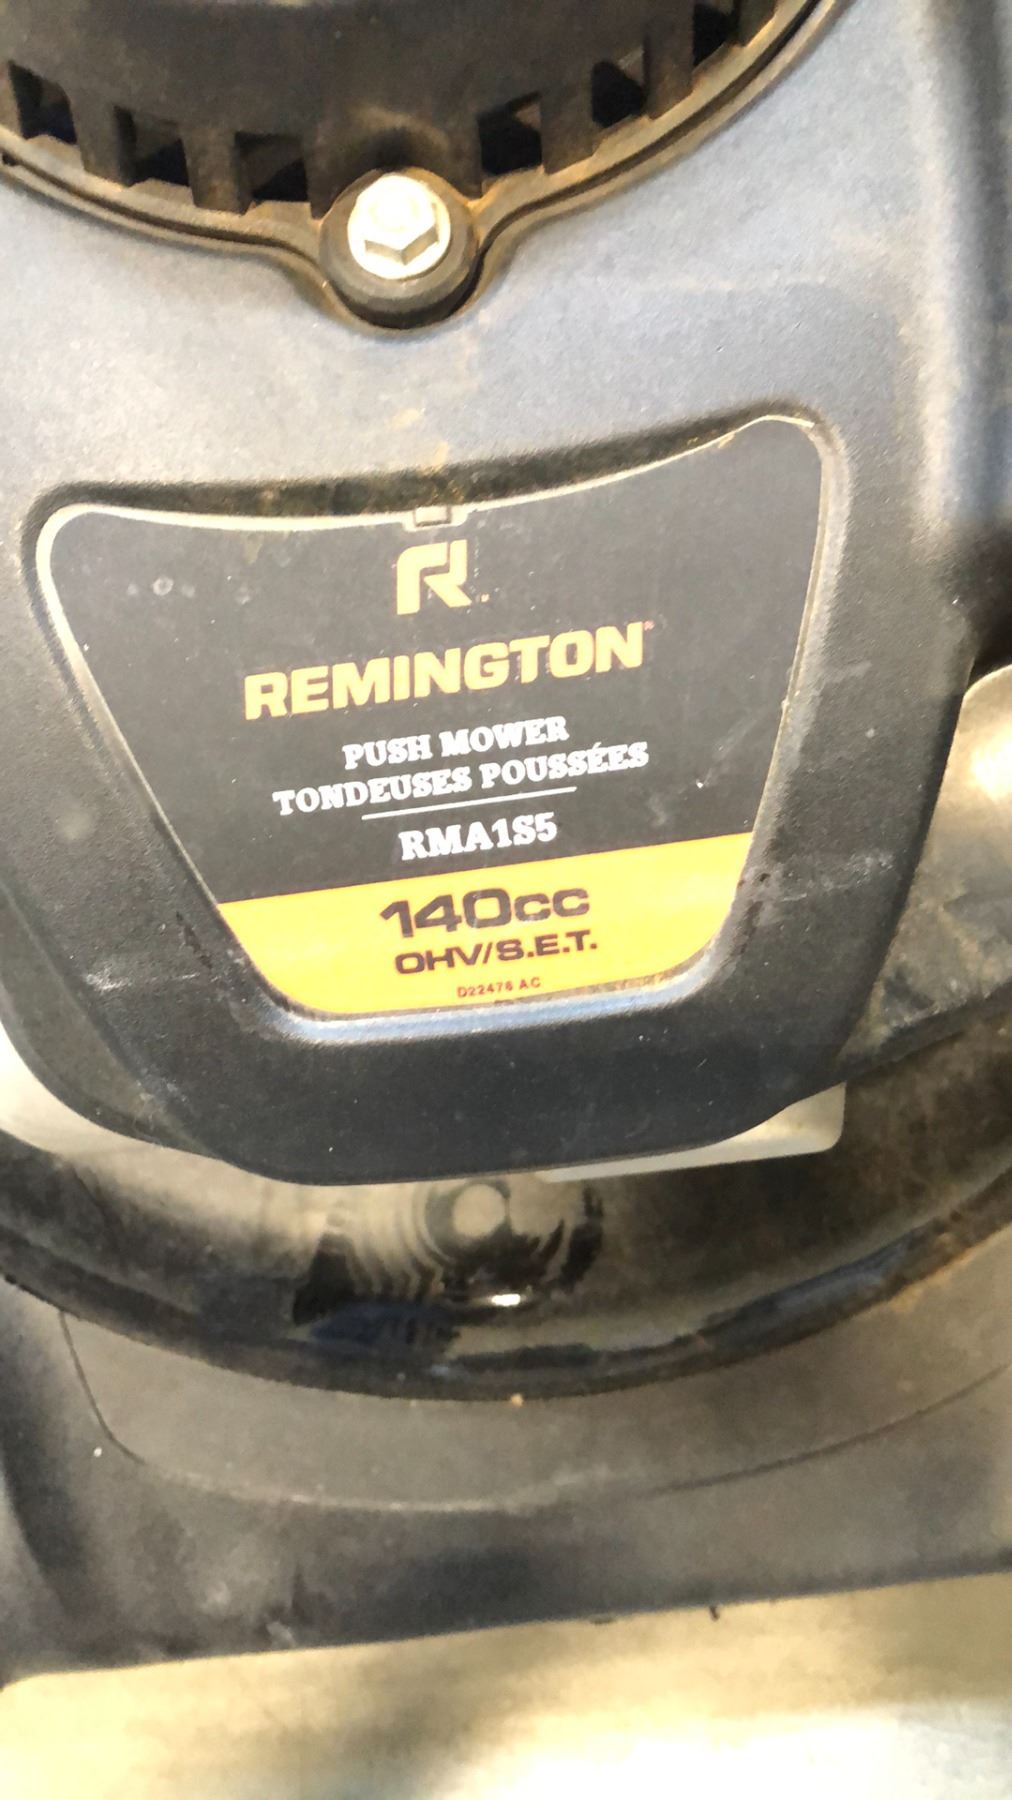 R.
REMINGTON
PUSH MOWER
TONDEUSES POUSSÉES
RMA1S5
140cc
OHV/S.E.T.
D22476 AC